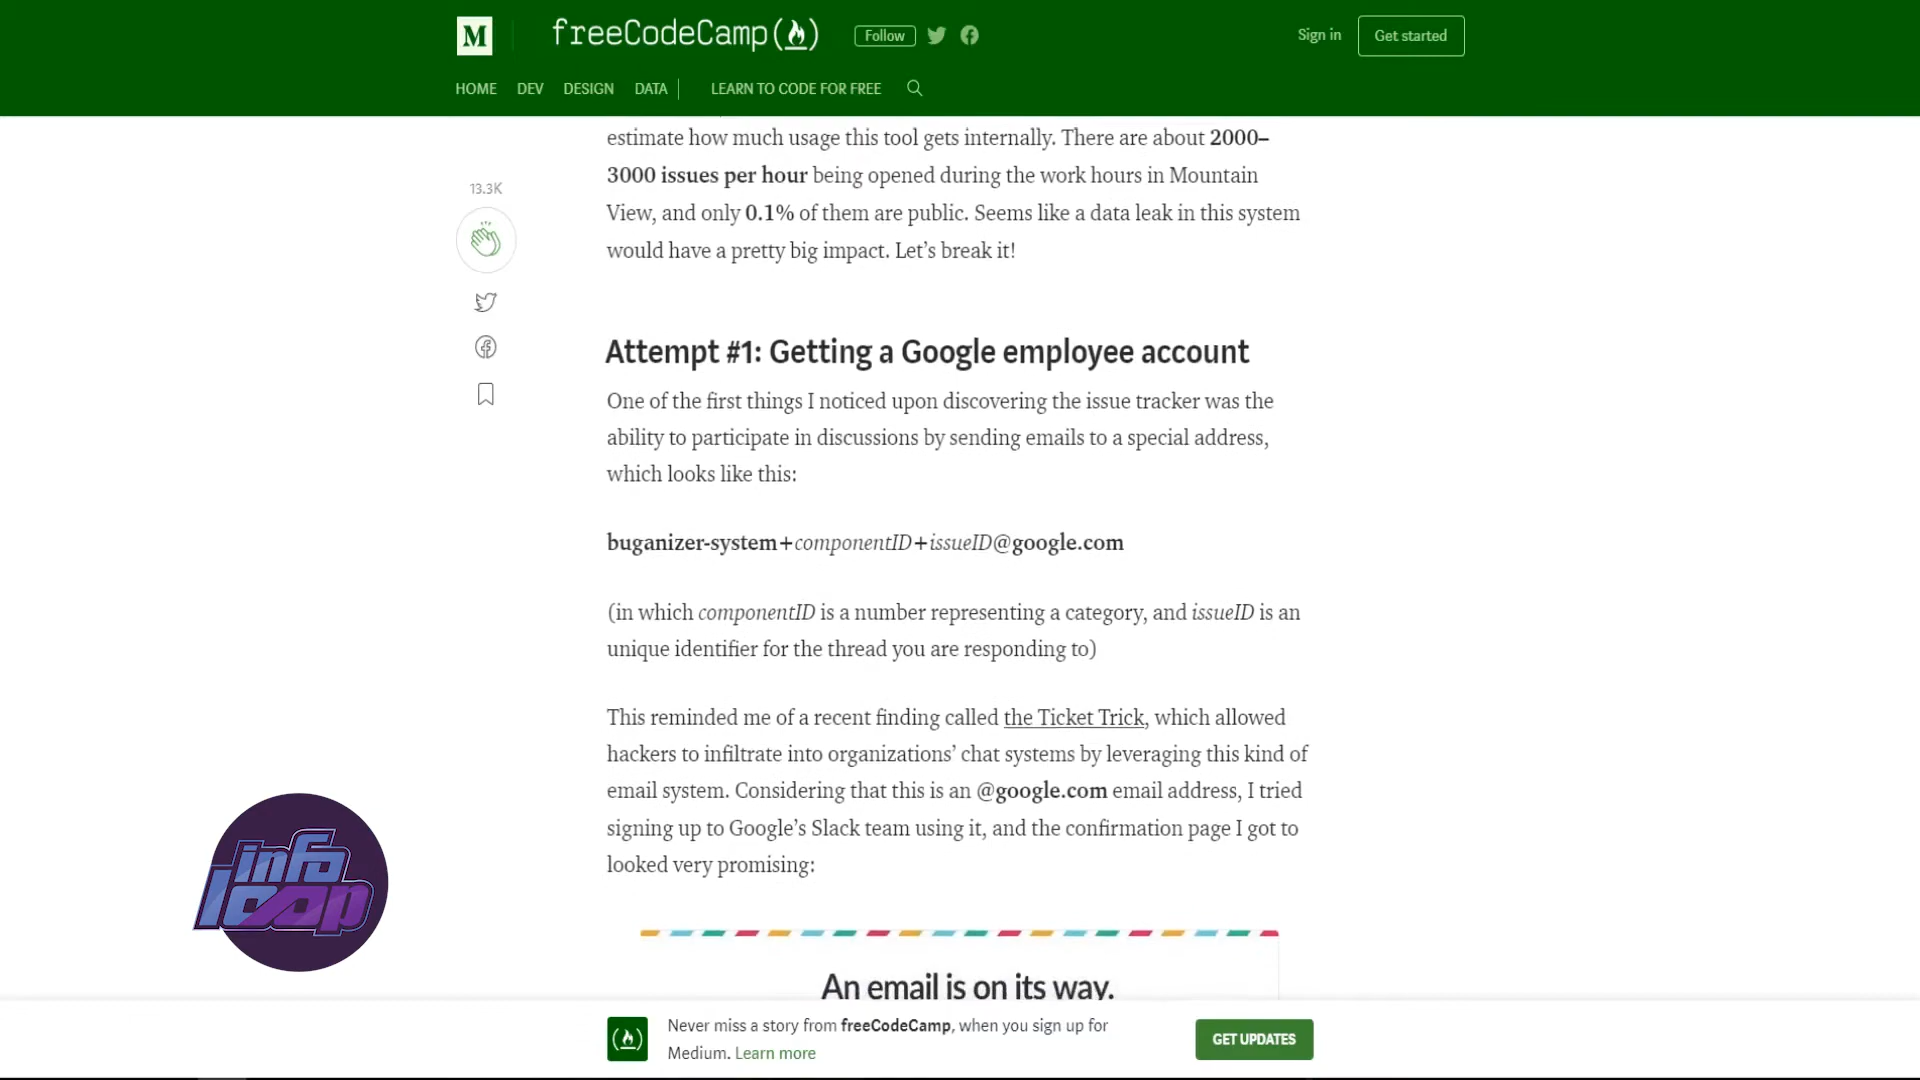 M
freeCodeCamp
Follow
Sign in
Get started
HOME DEV DESIGN DATA LEARN TO CODE FOR FREE
estimate how much usage this tool gets internally. There are about 2000–
3000 issues per hour being opened during the work hours in Mountain
View, and only 0.1% of them are public. Seems like a data leak in this system
would have a pretty big impact. Let’s break it!
13.3K
Attempt #1: Getting a Google employee account
One of the first things I noticed upon discovering the issue tracker was the
ability to participate in discussions by sending emails to a special address,
which looks like this:
buganizer-system+componentID+issueID@google.com
(in which componentID is a number representing a category, and issueID is an
unique identifier for the thread you are responding to)
This reminded me of a recent finding called the Ticket Trick, which allowed
hackers to infiltrate into organizations’ chat systems by leveraging this kind of
email system. Considering that this is an @google.com email address, I tried
signing up to Google’s Slack team using it, and the confirmation page I got to
looked very promising:
info
loop
An email is on its way.
Never miss a story from freeCodeCamp, when you sign up for
Medium. Learn more
GET UPDATES